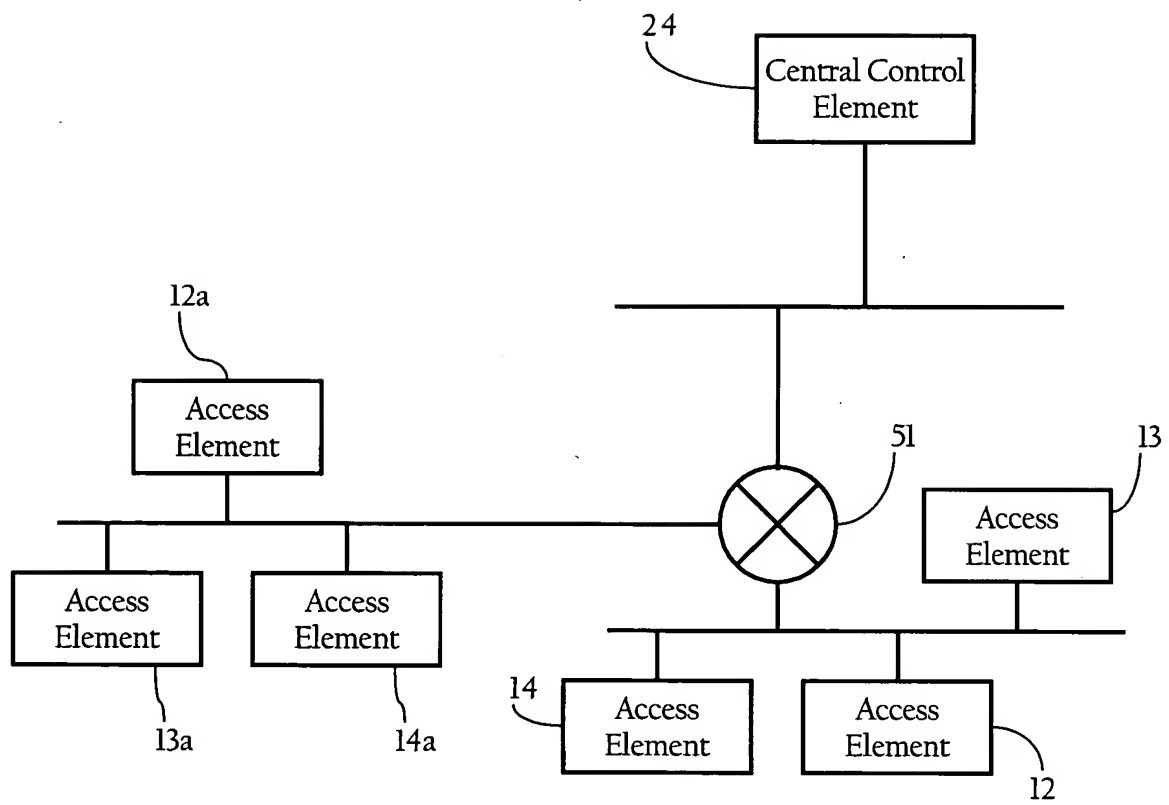 24
Central Control
Element
12a
Access
Element
51
13
Access
Element
Access
Element
Access
Element
13a
14a
14
Access
Element
Access
Element
12